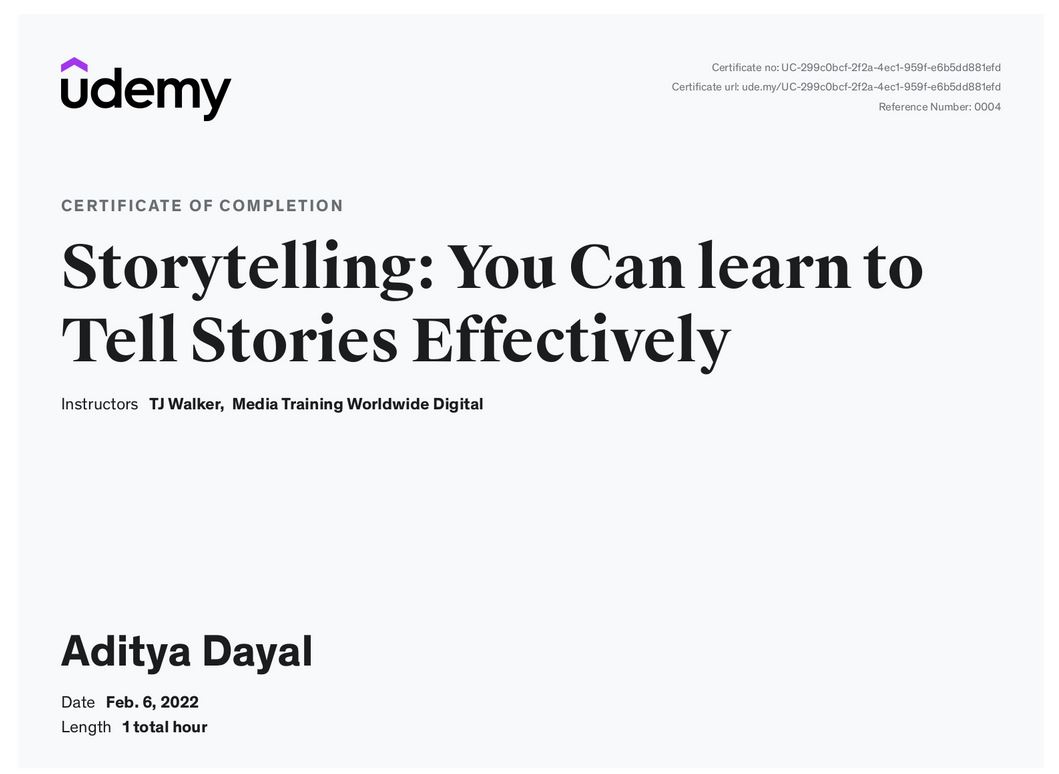 udemy
Certificate no: UC-299c0bcf-2f2a-4ec1-959f-e6b5dd881efd
Certificate url: ude.my/UC-299c0bcf-2f2a-4ec1-959f-e6b5dd881efd
Reference Number: 0004
CERTIFICATE OF COMPLETION
Storytelling: You Can learn to
Tell Stories Effectively
Instructors TJ Walker, Media Training Worldwide Digital
Aditya Dayal
Date Feb. 6, 2022
Length 1 total hour